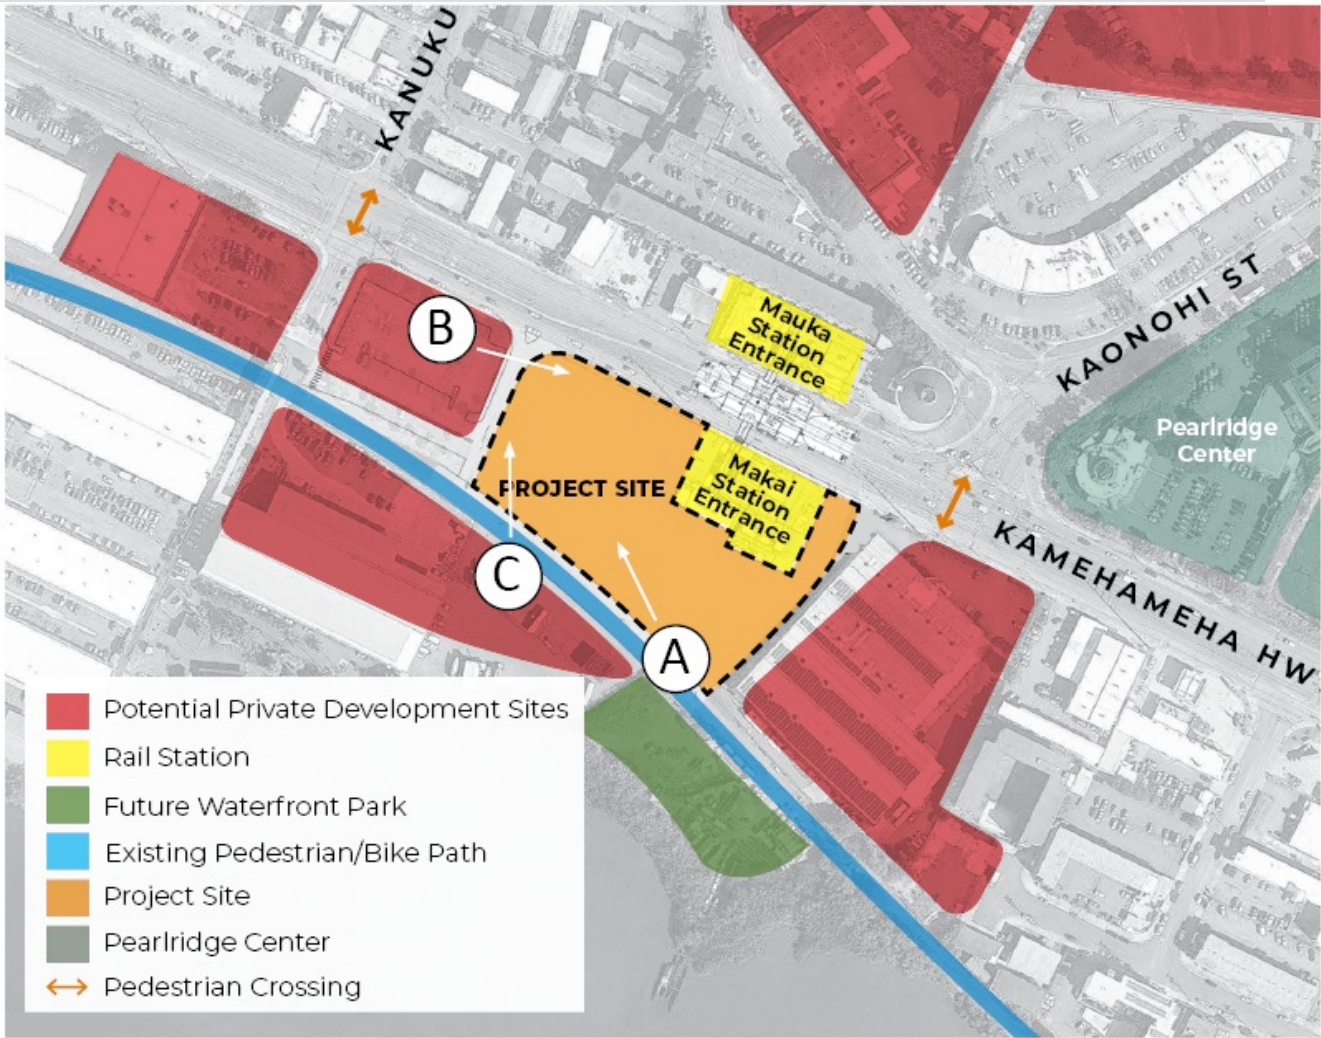 KANUKU
B
Mauka
Station
Entrance
KAONOHI ST
Pearlridge
Center
PROJECT SITE
Makai
Station
Entrance
KAMEHAMEHA HW
C
A
Potential Private Development Sites
Rail Station
Future Waterfront Park
Existing Pedestrian/Bike Path
Project Site
Pearlridge Center
Pedestrian Crossing